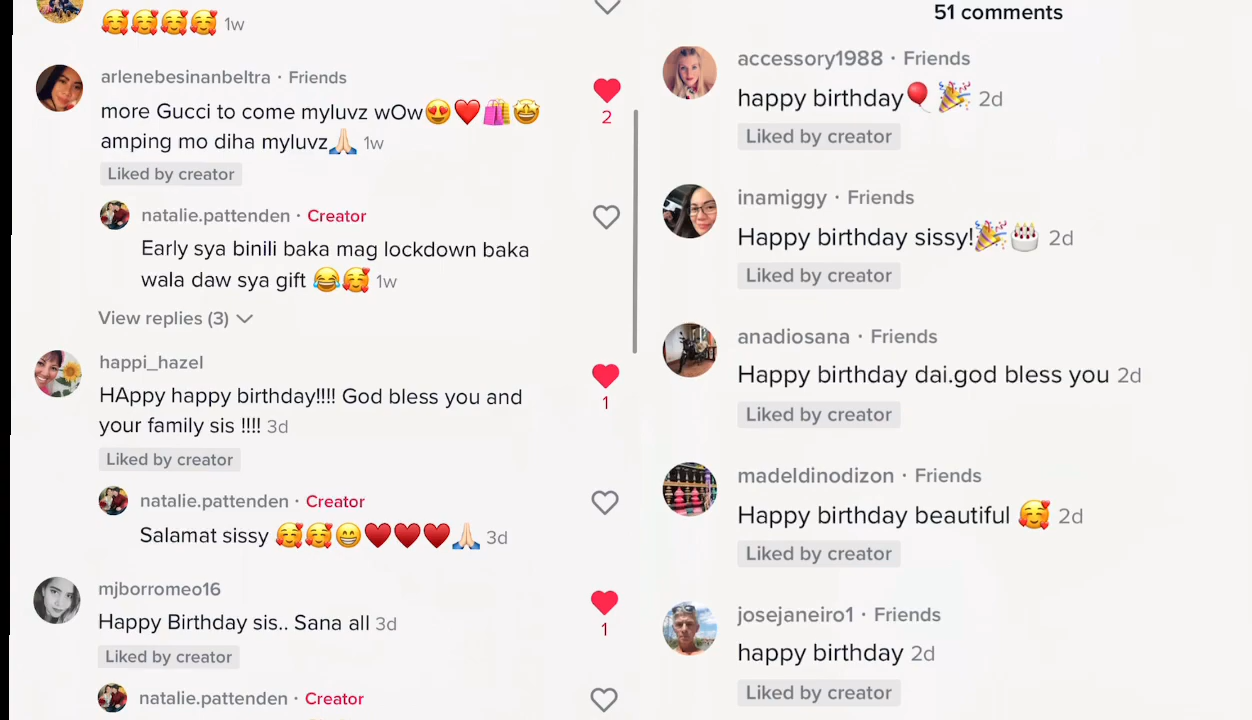 🥰🥰🥰🥰 1w
arlenebesinanbeltra · Friends
more Gucci to come myluvz wOw😍❤️🛍️🤩
amping mo diha myluvz🙏🏻 1w
2
Liked by creator
natalie.pattenden · Creator
Early sya binili baka mag lockdown baka
wala daw sya gift 😂🥰 1w
View replies (3)
happi_hazel
HAppy happy birthday!!!! God bless you and
your family sis !!!! 3d
1
Liked by creator
natalie.pattenden · Creator
Salamat sissy 🥰🥰😁♥️♥️♥️🙏🏻 3d
mjborromeo16
Happy Birthday sis.. Sana all 3d
1
Liked by creator
natalie.pattenden · Creator
51 comments
accessory1988 · Friends
happy birthday🎈🎉 2d
Liked by creator
inamiggy · Friends
Happy birthday sissy!🎉🎂 2d
Liked by creator
anadiosana · Friends
Happy birthday dai.god bless you 2d
Liked by creator
madeldinodizon · Friends
Happy birthday beautiful 🥰 2d
Liked by creator
josejaneiro1 · Friends
happy birthday 2d
Liked by creator